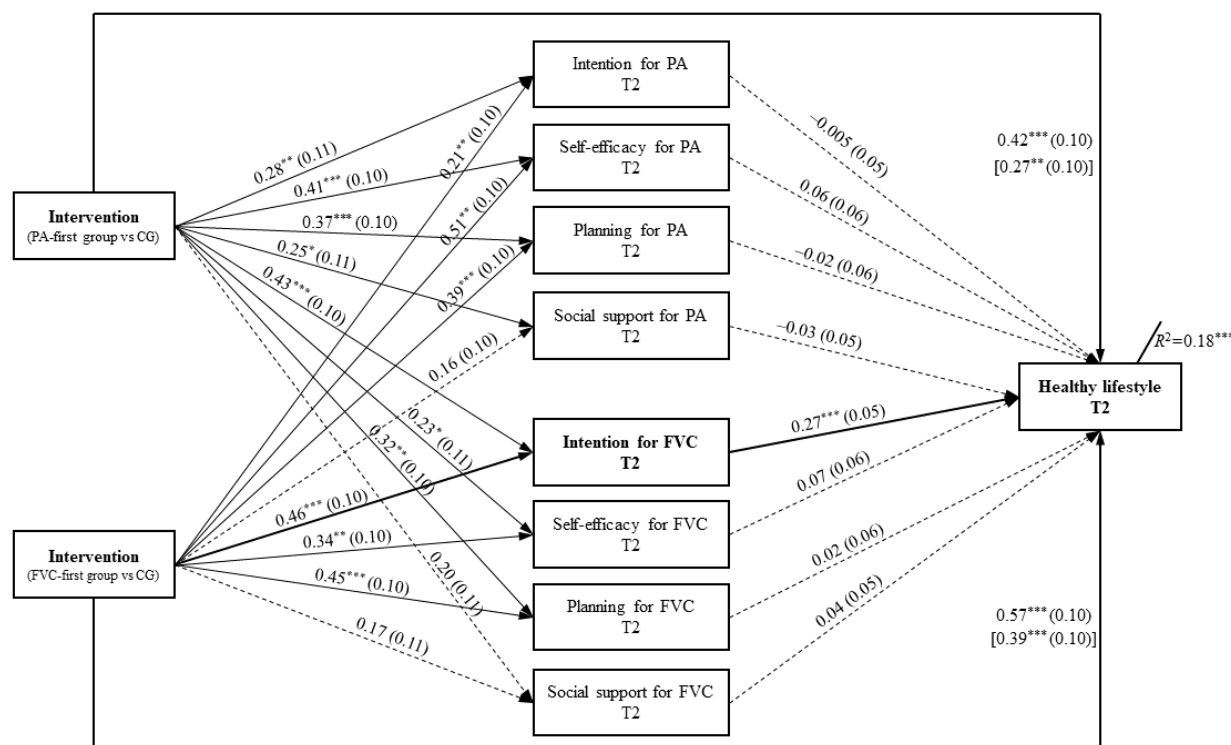 Intention for PA
T2
Self-efficacy for PA
T2
Planning for PA
T2
Social support for PA
T2
Intention for FVC
T2
Self-efficacy for FVC
T2
Planning for FVC
T2
Social support for FVC
T2
Intervention
(PA-first group vs CG)
Intervention
(FVC-first group vs CG)
Healthy lifestyle
T2
R²=0.18***
0.28** (0.11)
0.41*** (0.10)
0.37*** (0.10)
0.25* (0.11)
0.43*** (0.10)
0.23* (0.11)
0.32** (0.10)
0.20 (0.11)
0.21** (0.10)
0.51** (0.10)
0.39*** (0.10)
0.16 (0.10)
0.46*** (0.10)
0.34** (0.10)
0.45*** (0.10)
0.17 (0.11)
–0.005 (0.05)
0.06 (0.06)
–0.02 (0.06)
–0.03 (0.05)
0.27*** (0.05)
0.07 (0.06)
0.02 (0.06)
0.04 (0.05)
0.42*** (0.10)
[0.27** (0.10)]
0.57*** (0.10)
[0.39*** (0.10)]